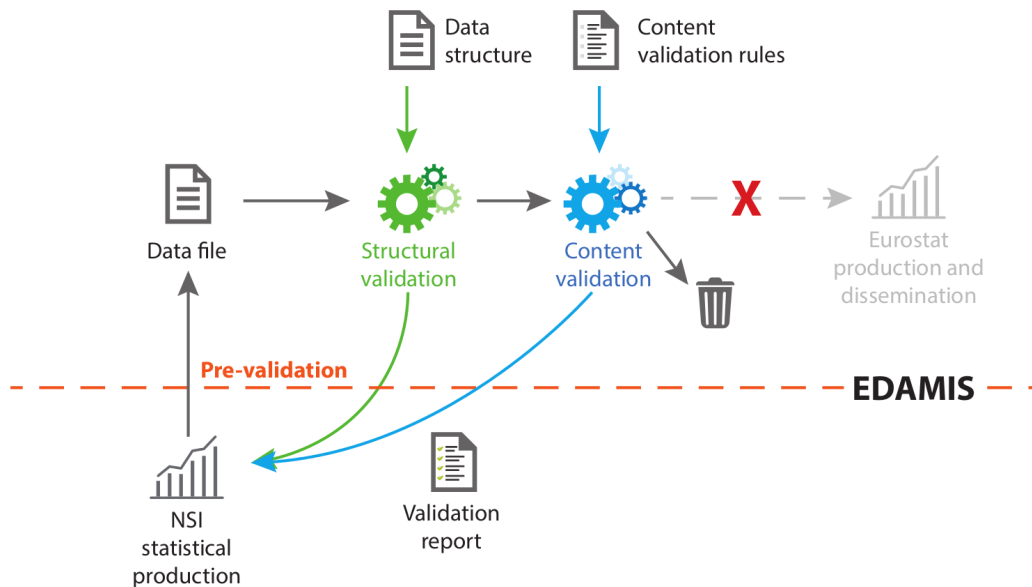 Data
structure
Content
validation rules
Data file
Structural
validation
Content
validation
X
Eurostat
production and
dissemination
Pre-validation
EDAMIS
NSI
statistical
production
Validation
report